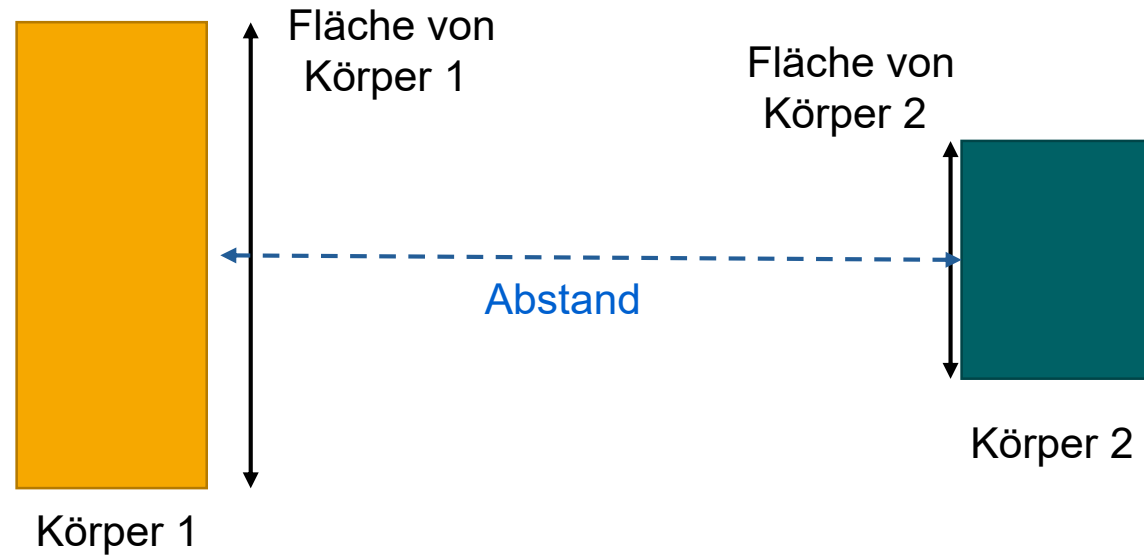 Fläche von
Körper 1
Fläche von
Körper 2
Abstand
Körper 2
Körper 1